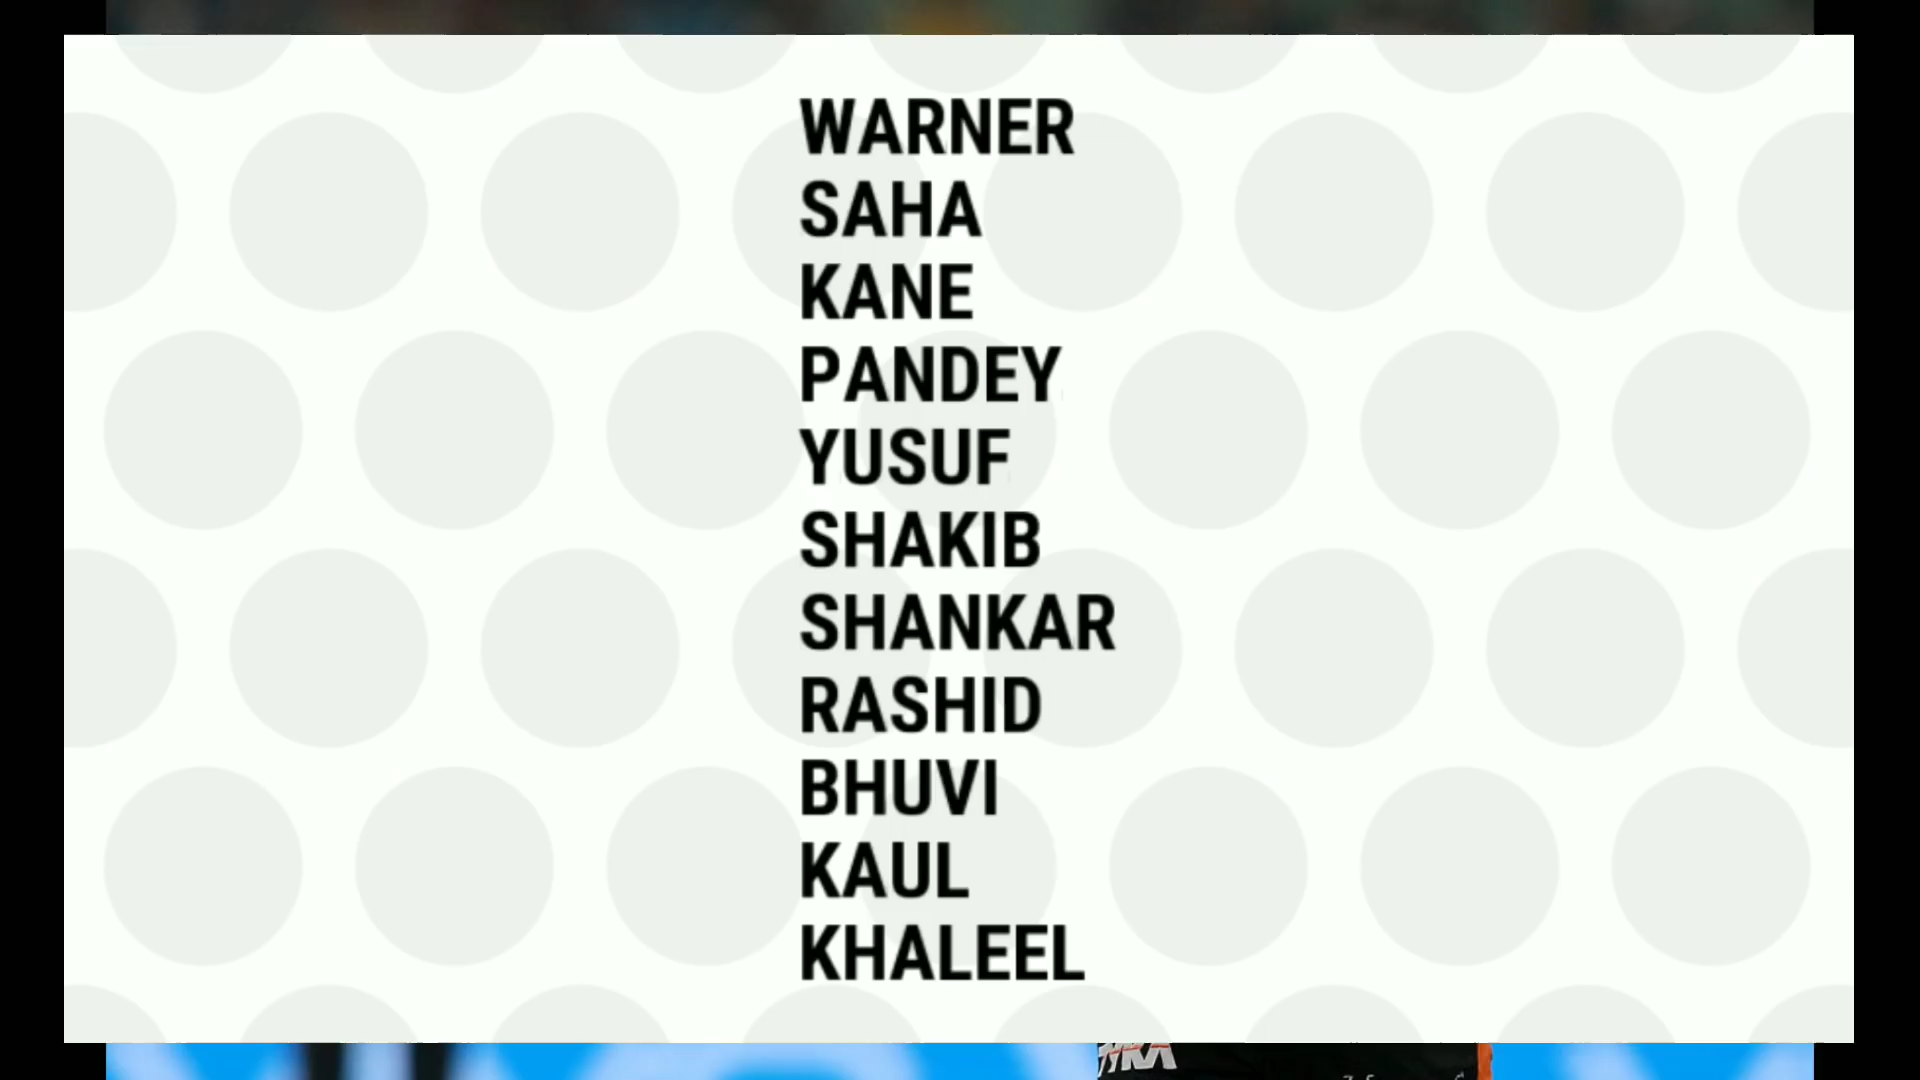 WARNER
SAHA
KANE
PANDEY
YUSUF
SHAKIB
SHANKAR
RASHID
BHUVI
KAUL
KHALEEL